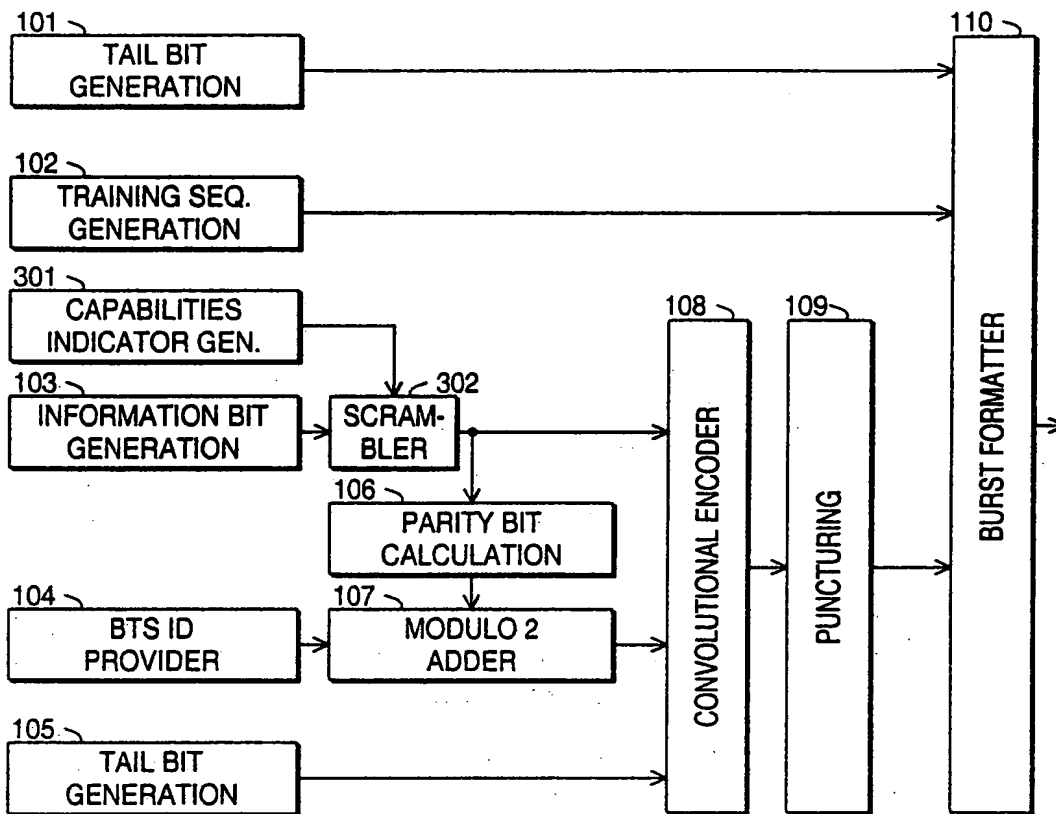 101
TAIL BIT
GENERATION
110
102
TRAINING SEQ.
GENERATION
301
CAPABILITIES
INDICATOR GEN.
108
109
103
INFORMATION BIT
GENERATION
302
SCRAM-
BLER
106
PARITY BIT
CALCULATION
104
BTS ID
PROVIDER
107
MODULO 2
ADDER
105
TAIL BIT
GENERATION
CONVOLUTIONAL ENCODER
PUNCTURING
BURST FORMATTER